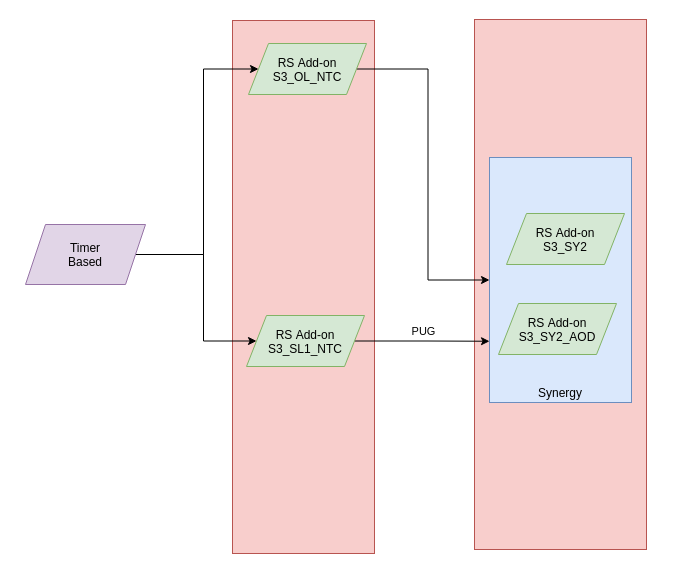 RS Add-on
S3_OL_NTC
Timer
Based
RS Add-on
S3_SY2
RS Add-on
S3_SL1_NTC
PUG
RS Add-on
S3_SY2_AOD
Synergy